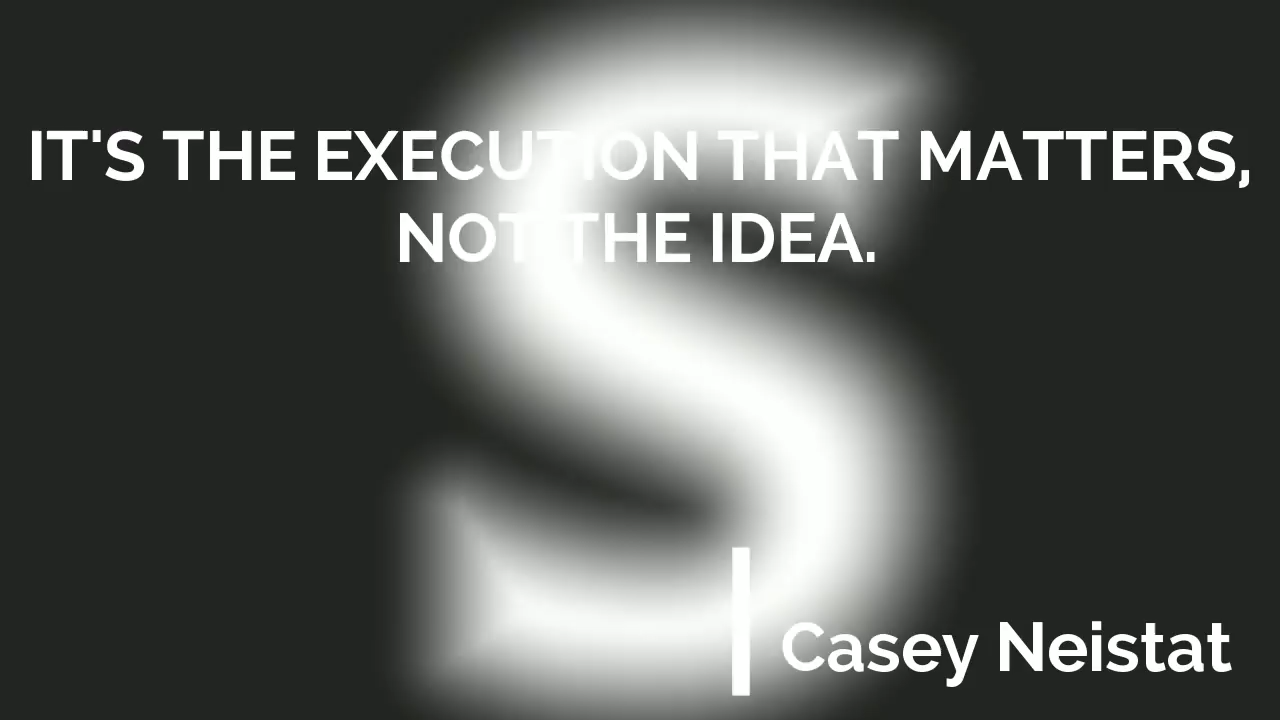 IT'S THE EXECUTION THAT MATTERS,
NOT THE IDEA.
S
Casey Neistat